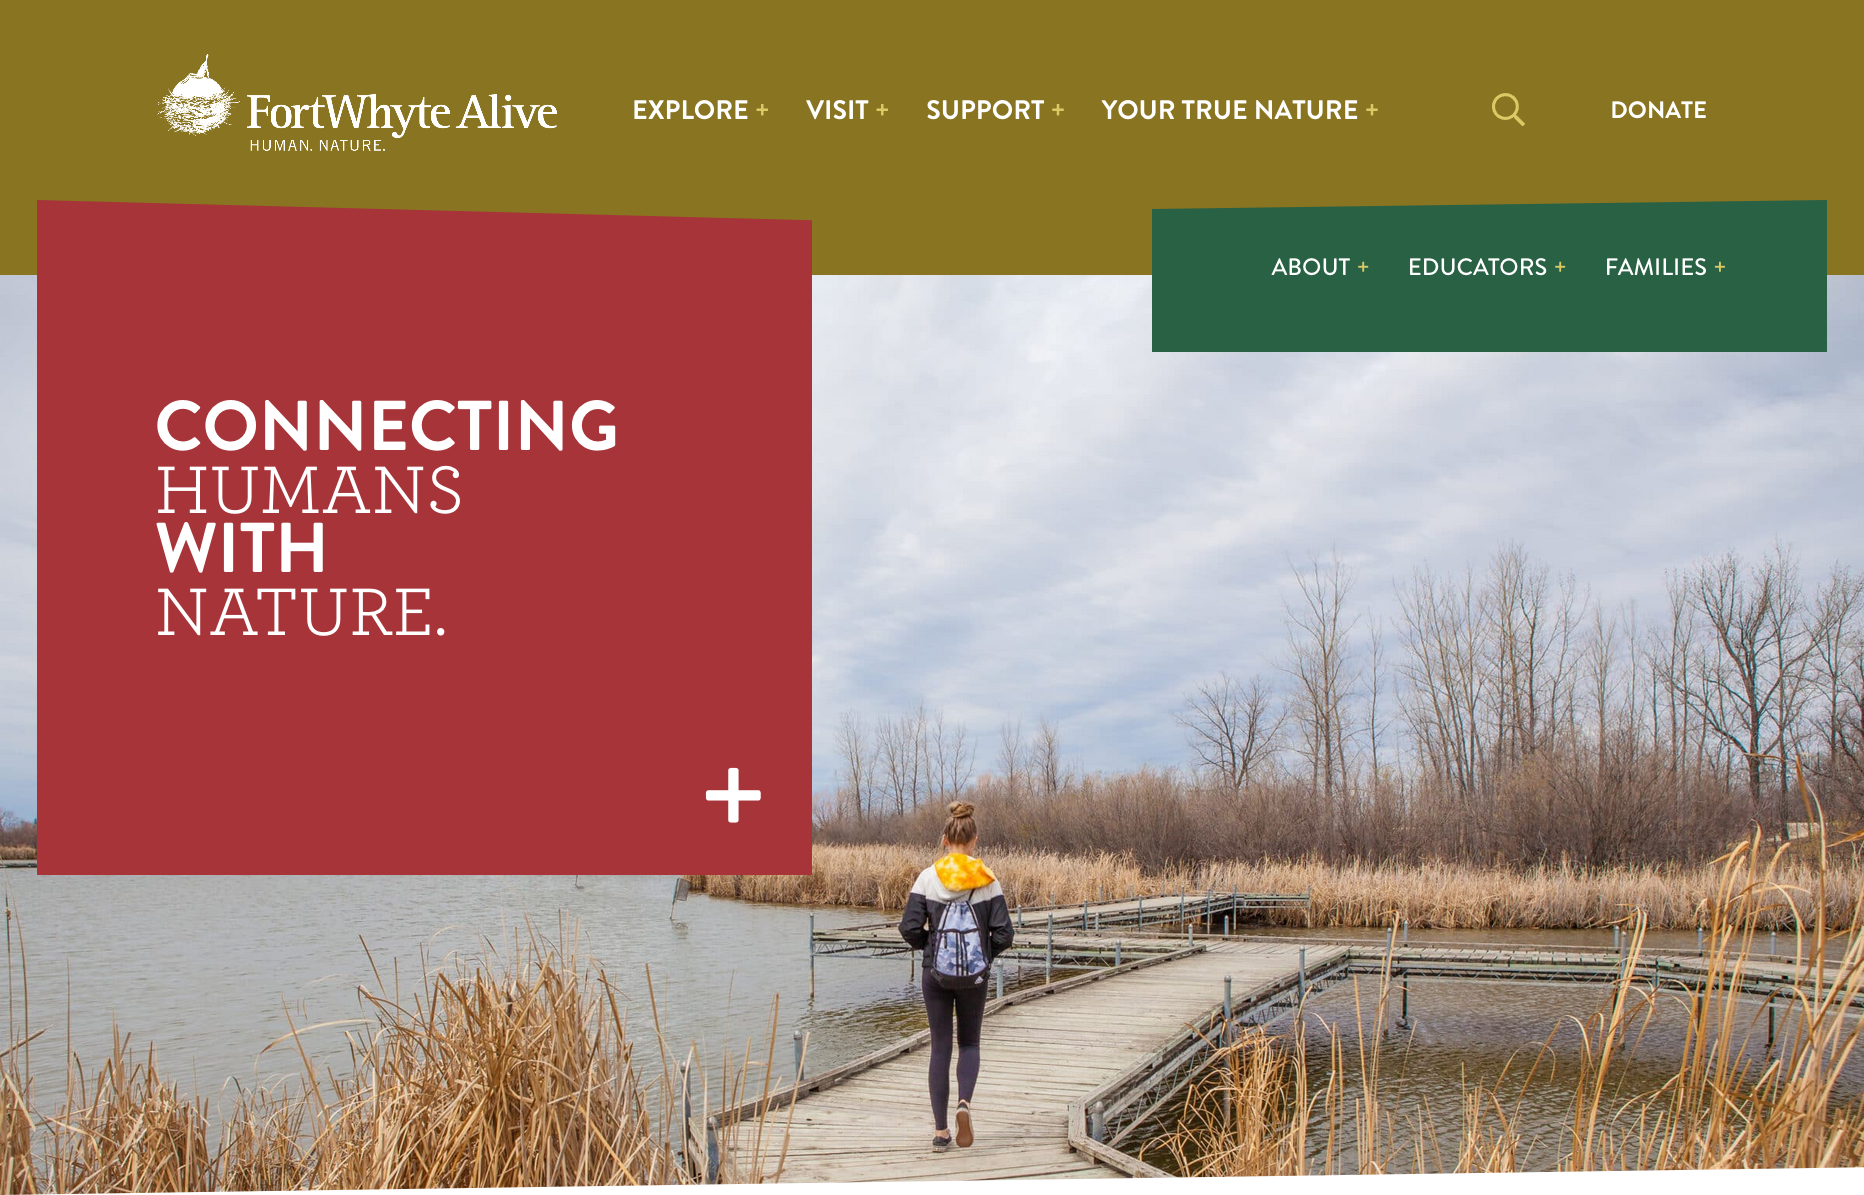 FortWhyte Alive
HUMAN. NATURE.
EXPLORE + VISIT + SUPPORT + YOUR TRUE NATURE + DONATE
ABOUT + EDUCATORS + FAMILIES +
CONNECTING
HUMANS
WITH
NATURE.
+